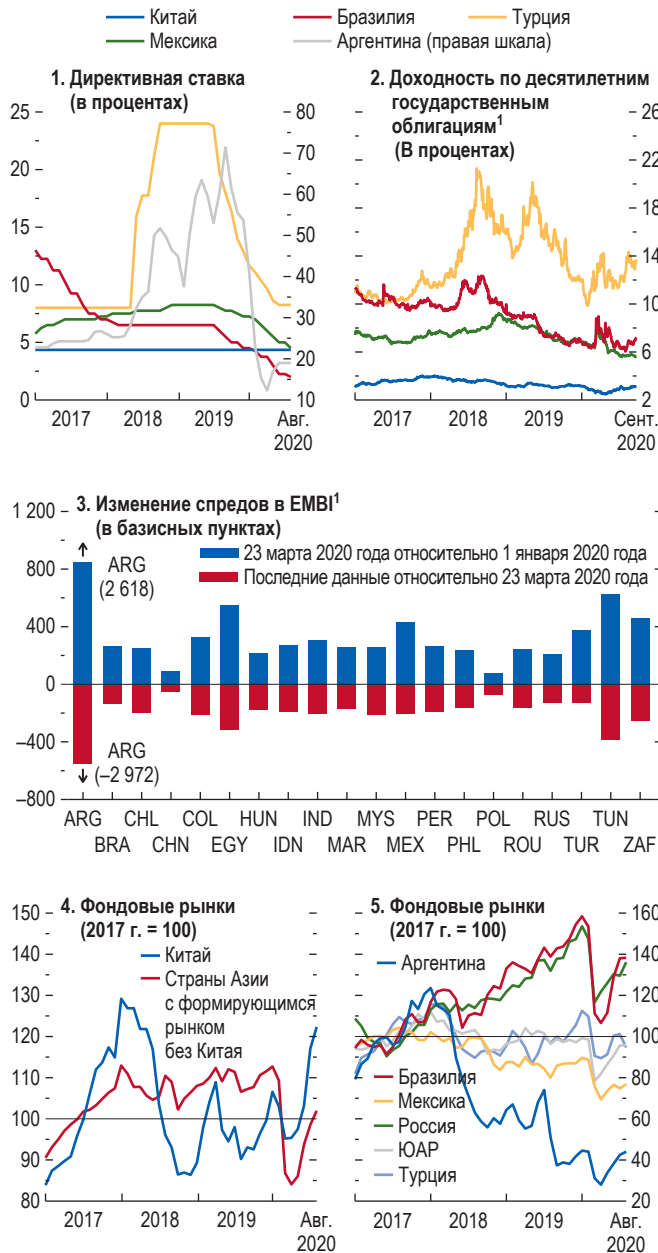 Китай
Бразилия
Турция
Мексика
Аргентина (правая шкала)
1. Директивная ставка
(в процентах)
25
20
15
10
5
0
80
70
60
50
40
30
20
10
2017
2018
2019
Авг.
2020
2. Доходность по десятилетним
государственным
облигациям1
(В процентах)
26
22
18
14
10
6
2
2017
2018
2019
Сент.
2020
3. Изменение спредов в EMBI1
(в базисных пунктах)
1 200
800
400
0
–400
–800
ARG
(2 618)
23 марта 2020 года относительно 1 января 2020 года
Последние данные относительно 23 марта 2020 года
ARG
(–2 972)
ARG CHL COL HUN IND MYS PER POL RUS TUN
BRA CHN EGY IDN MAR MEX PHL ROU TUR ZAF
4. Фондовые рынки
(2017 г. = 100)
150
140
130
120
110
100
90
80
Китай
Страны Азии
с формирующимся
рынком
без Китая
2017
2018
2019
Авг.
2020
5. Фондовые рынки
(2017 г. = 100)
160
140
120
100
80
60
40
20
Аргентина
Бразилия
Мексика
Россия
ЮАР
Турция
2017
2018
2019
Авг.
2020